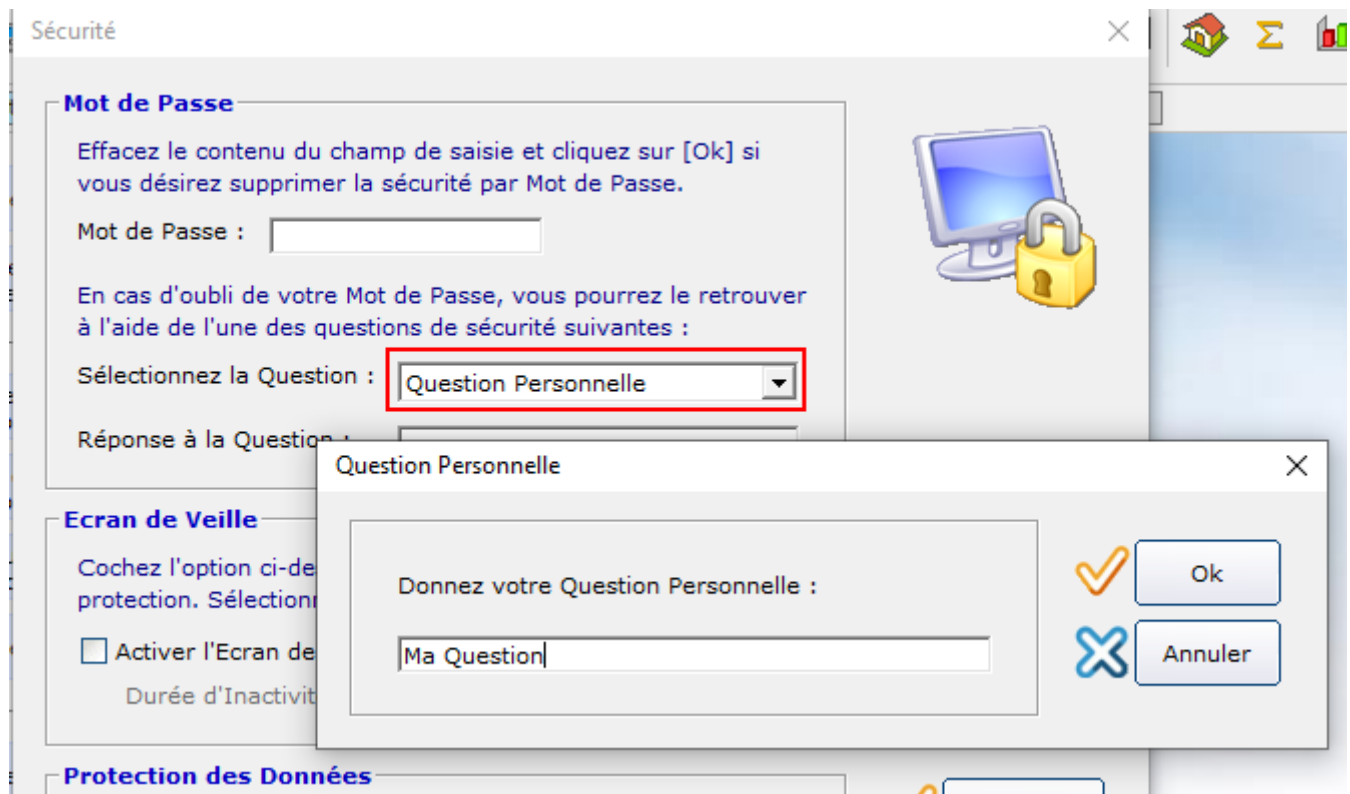 Sécurité
Mot de Passe
Effacez le contenu du champ de saisie et cliquez sur [Ok] si
vous désirez supprimer la sécurité par Mot de Passe.
Mot de Passe :
En cas d'oubli de votre Mot de Passe, vous pourrez le retrouver
à l'aide de l'une des questions de sécurité suivantes :
Sélectionnez la Question :
Question Personnelle
Réponse à la Question :
Question Personnelle
Ecran de Veille
Cochez l'option ci-de
protection. Sélectionn
Activer l'Ecran de
Durée d'Inactivit
Donnez votre Question Personnelle :
Ma Question
Ok
Annuler
Protection des Données